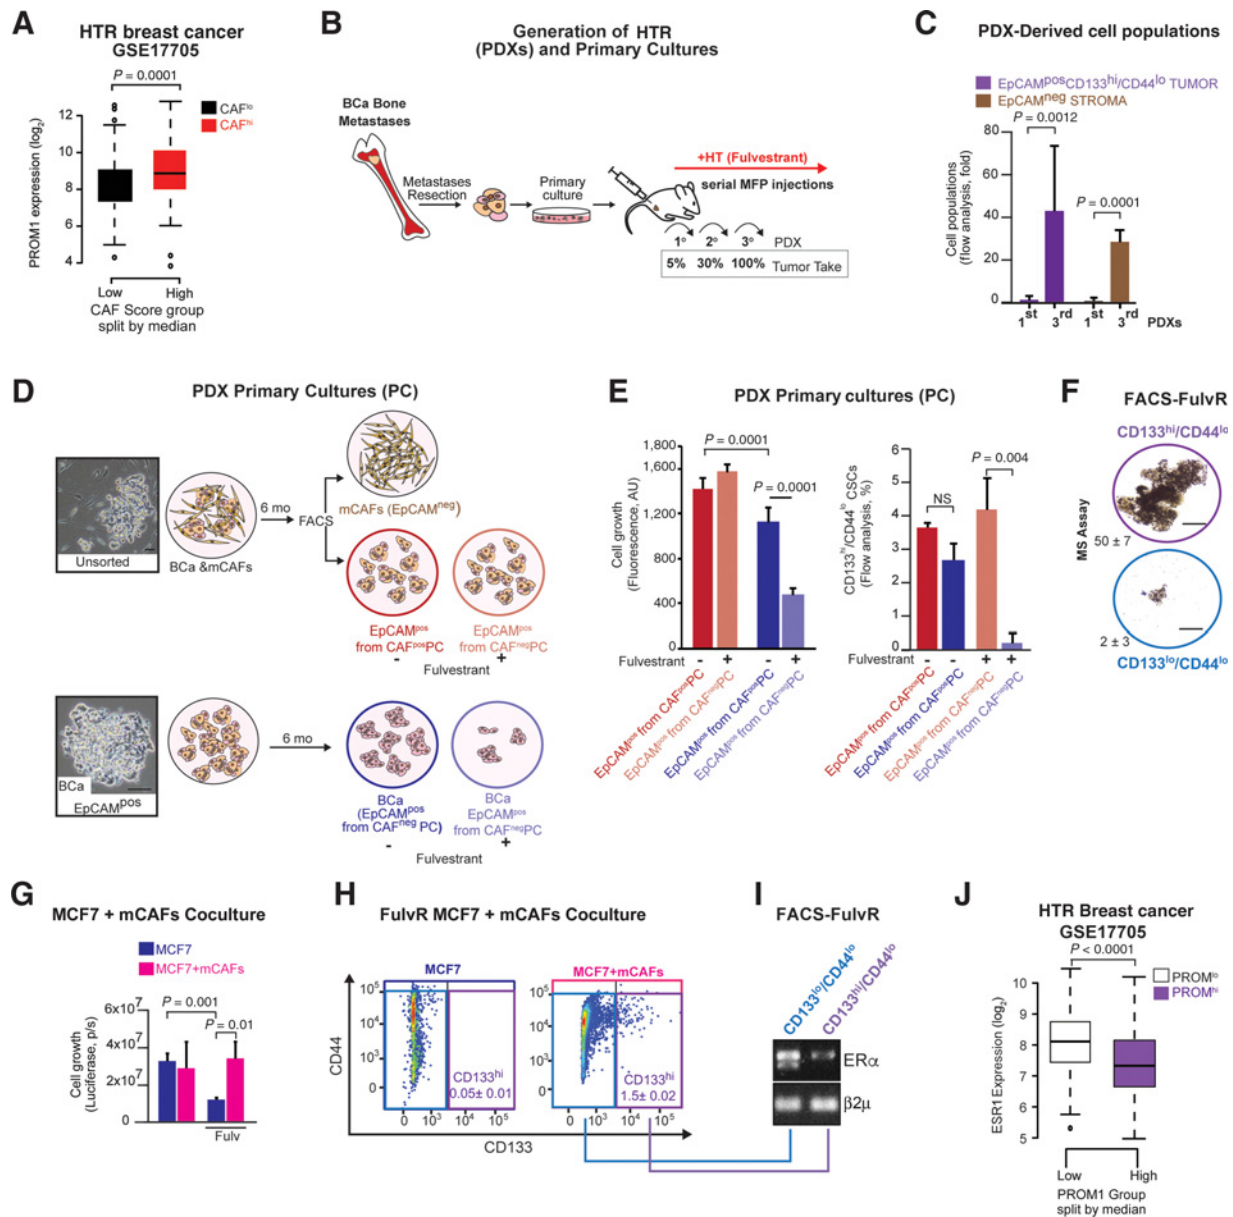 A
HTR breast cancer
GSE17705
P = 0.0001
CAFlo
CAFhi
PROM1 expression (log2)
12
10
8
6
4
Low
High
CAF Score group
split by median
B
Generation of HTR
(PDXs) and Primary Cultures
BCa Bone
Metastases
Metastases
Resection
Primary
culture
+HT (Fulvestrant)
serial MFP injections
1° 2° 3° PDX
5% 30% 100% Tumor Take
C
PDX-Derived cell populations
EpCAMposCD133hi/CD44lo TUMOR
EpCAMneg STROMA
P = 0.0012
P = 0.0001
Cell populations
(flow analysis, fold)
80
60
40
20
0
1st 3rd 1st 3rd PDXs
D
PDX Primary Cultures (PC)
Unsorted
BCa &mCAFs
6 mo
FACS
mCAFs (EpCAMneg)
EpCAMpos
from CAFposPC
-
EpCAMpos
from CAFnegPC
+
Fulvestrant
BCa
EpCAMpos
6 mo
BCa
(EpCAMpos
from CAFneg PC)
-
BCa
EpCAMpos
from CAFnegPC
+
Fulvestrant
E
PDX Primary cultures (PC)
Cell growth
(Fluorescence, AU)
1,800
1,600
1,200
800
400
0
P = 0.0001
P = 0.0001
Fulvestrant - + - +
EpCAMpos from CAFposPC
EpCAMpos from CAFnegPC
EpCAMpos from CAFposPC
EpCAMpos from CAFnegPC
CD133hi/CD44lo CSCs
(Flow analysis, %)
6
5
4
3
2
1
0
NS
P = 0.004
Fulvestrant - - + +
EpCAMpos from CAFposPC
EpCAMpos from CAFposPC
EpCAMpos from CAFnegPC
EpCAMpos from CAFnegPC
F
FACS-FulvR
CD133hi/CD44lo
MS Assay
50 ± 7
2 ± 3
CD133lo/CD44lo
G
MCF7 + mCAFs Coculture
MCF7
MCF7+mCAFs
Cell growth
(Luciferase, p/s)
6x107
4x107
2x107
0
P = 0.001
P = 0.01
Fulv
H
FulvR MCF7 + mCAFs Coculture
MCF7
MCF7+mCAFs
CD44
105
104
103
0
CD133hi
0.05± 0.01
0 103 104 105
105
104
103
0
CD133hi
1.5± 0.02
0 103 104 105
CD133
I
FACS-FulvR
CD133lo/CD44lo
CD133hi/CD44lo
ERα
β2μ
J
HTR Breast cancer
GSE17705
P < 0.0001
PROMlo
PROMhi
ESR1 Expression (log2)
10
9
8
7
6
5
Low
High
PROM1 Group
split by median